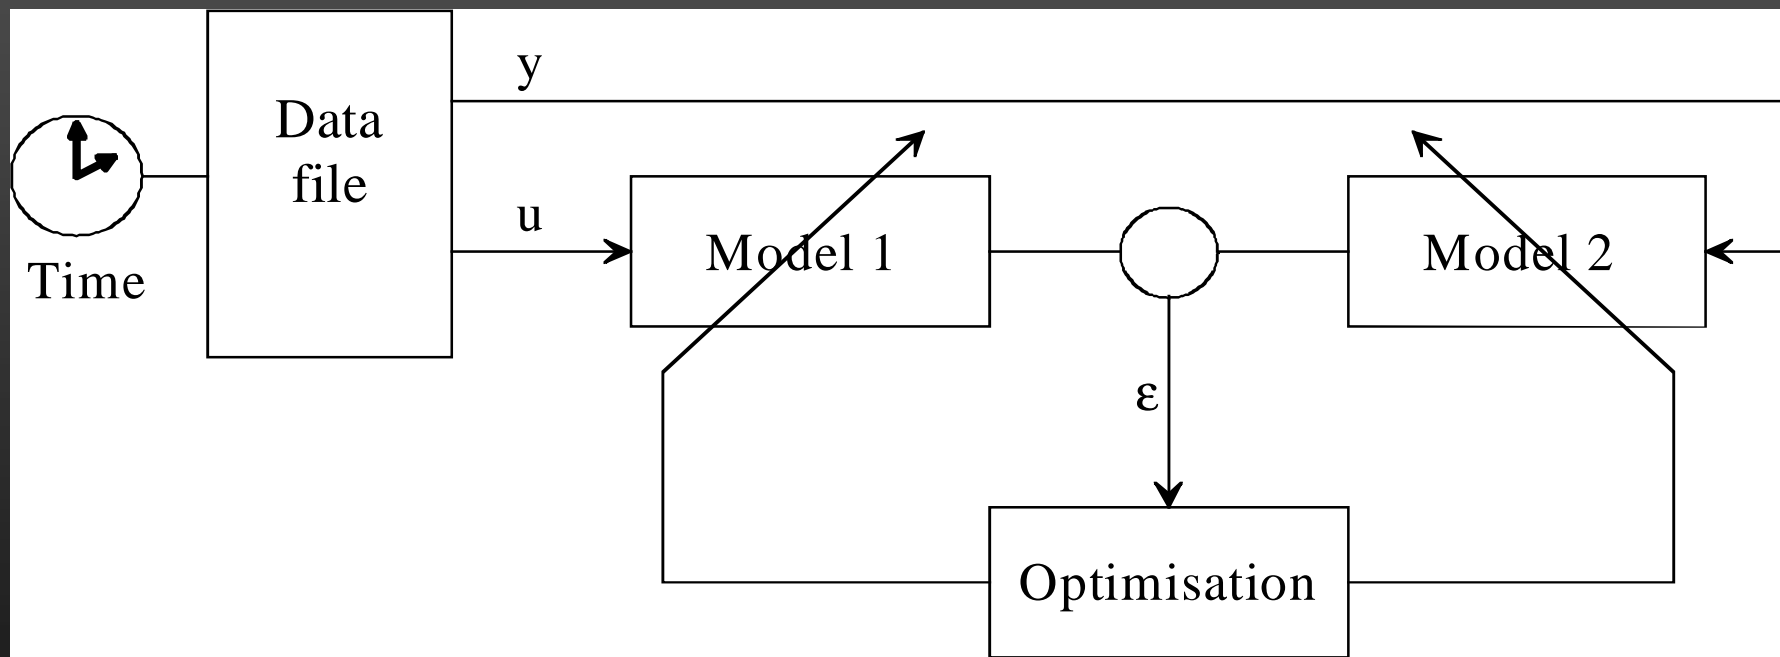 y
Data
file
u
Time
Model 1
Model 2
ε
Optimisation